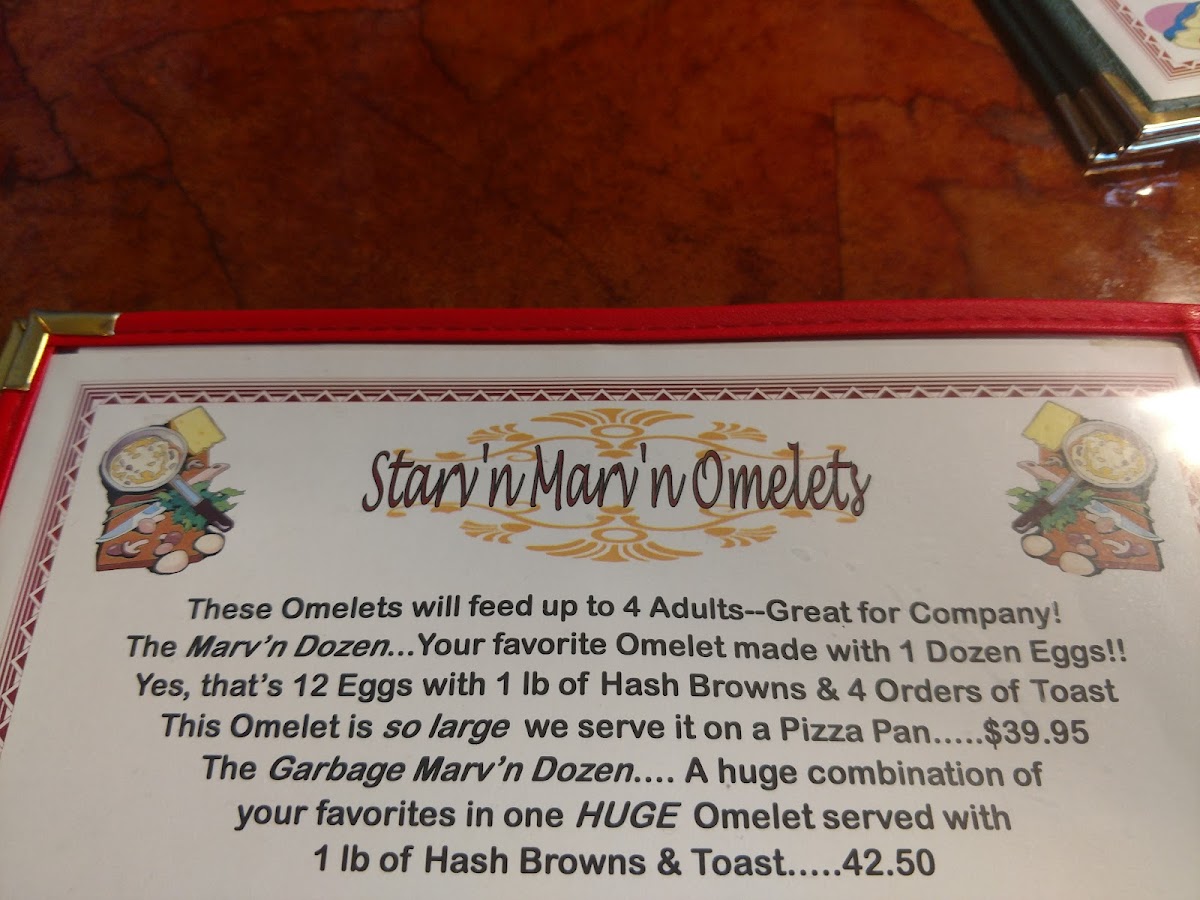 Starv'n Marv'n Omelets
These Omelets will feed up to 4 Adults--Great for Company!
The Marv'n Dozen...Your favorite Omelet made with 1 Dozen Eggs!!
Yes, that's 12 Eggs with 1 lb of Hash Browns & 4 Orders of Toast
This Omelet is so large we serve it on a Pizza Pan.....$39.95
The Garbage Marv'n Dozen.... A huge combination of
your favorites in one HUGE Omelet served with
1 lb of Hash Browns & Toast.....42.50